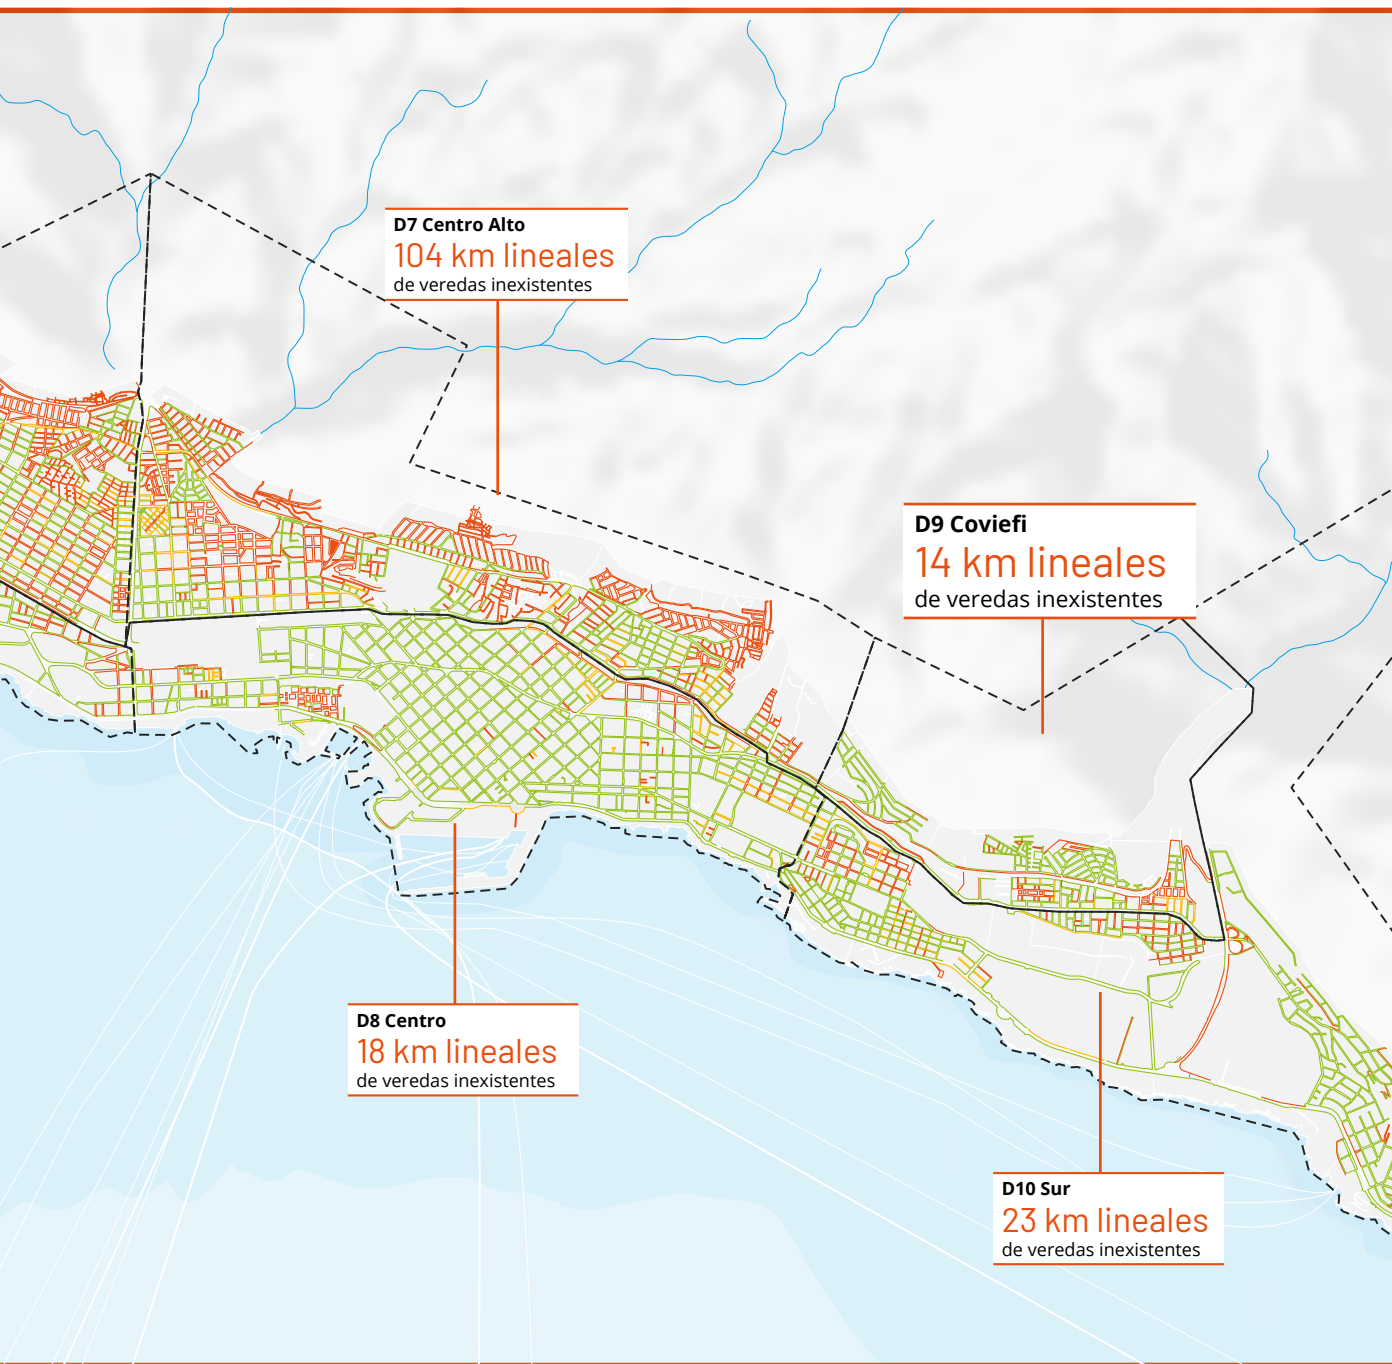 D7 Centro Alto
104 km lineales
de veredas inexistentes
D9 Coviefi
14 km lineales
de veredas inexistentes
D8 Centro
18 km lineales
de veredas inexistentes
D10 Sur
23 km lineales
de veredas inexistentes